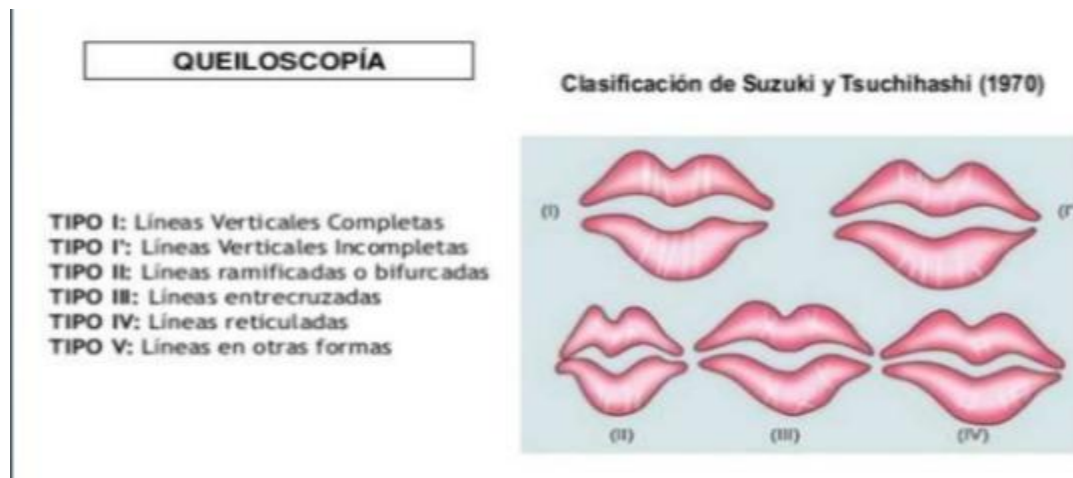 QUEILOSCOPÍA
Clasificación de Suzuki y Tsuchihashi (1970)
TIPO I: Líneas Verticales Completas
TIPO I': Líneas Verticales Incompletas
TIPO II: Líneas ramificadas o bifurcadas
TIPO III: Líneas entrecruzadas
TIPO IV: Líneas reticuladas
TIPO V: Líneas en otras formas
(I)
(I'
(II)
(III)
(IV)